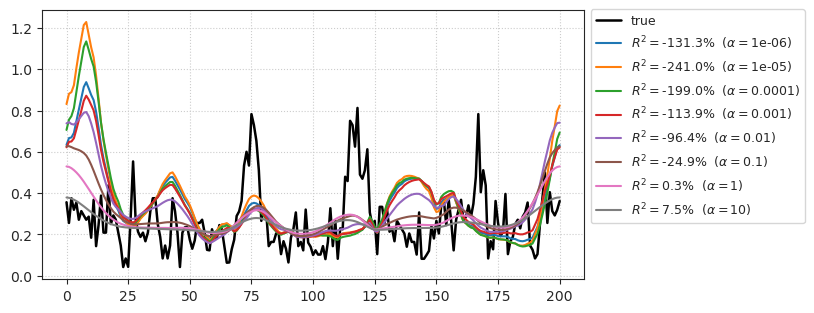 1.2
1.0
0.8
0.6
0.4
0.2
0.0
0 25 50 75 100 125 150 175 200
true
R² = -131.3% (α = 1e-06)
R² = -241.0% (α = 1e-05)
R² = -199.0% (α = 0.0001)
R² = -113.9% (α = 0.001)
R² = -96.4% (α = 0.01)
R² = -24.9% (α = 0.1)
R² = 0.3% (α = 1)
R² = 7.5% (α = 10)